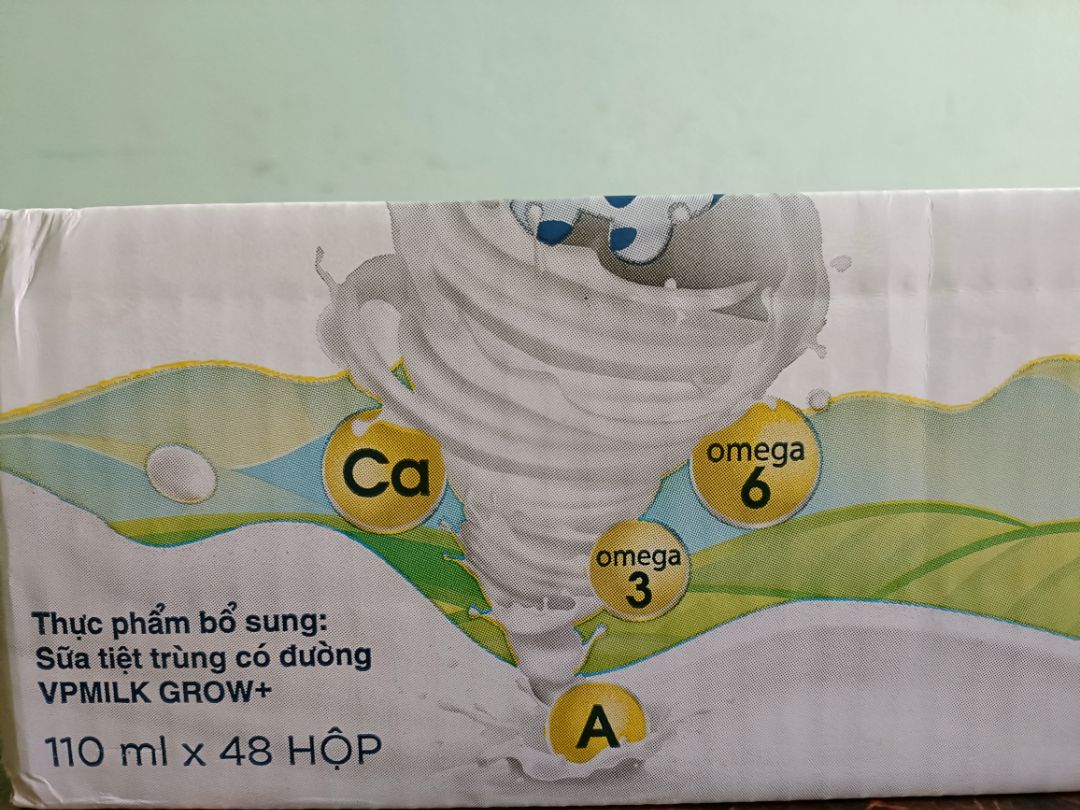 Ca
omega
6
omega
3
A
Thực phẩm bổ sung:
Sữa tiệt trùng có đường
VPMILK GROW+
110 ml x 48 HỘP